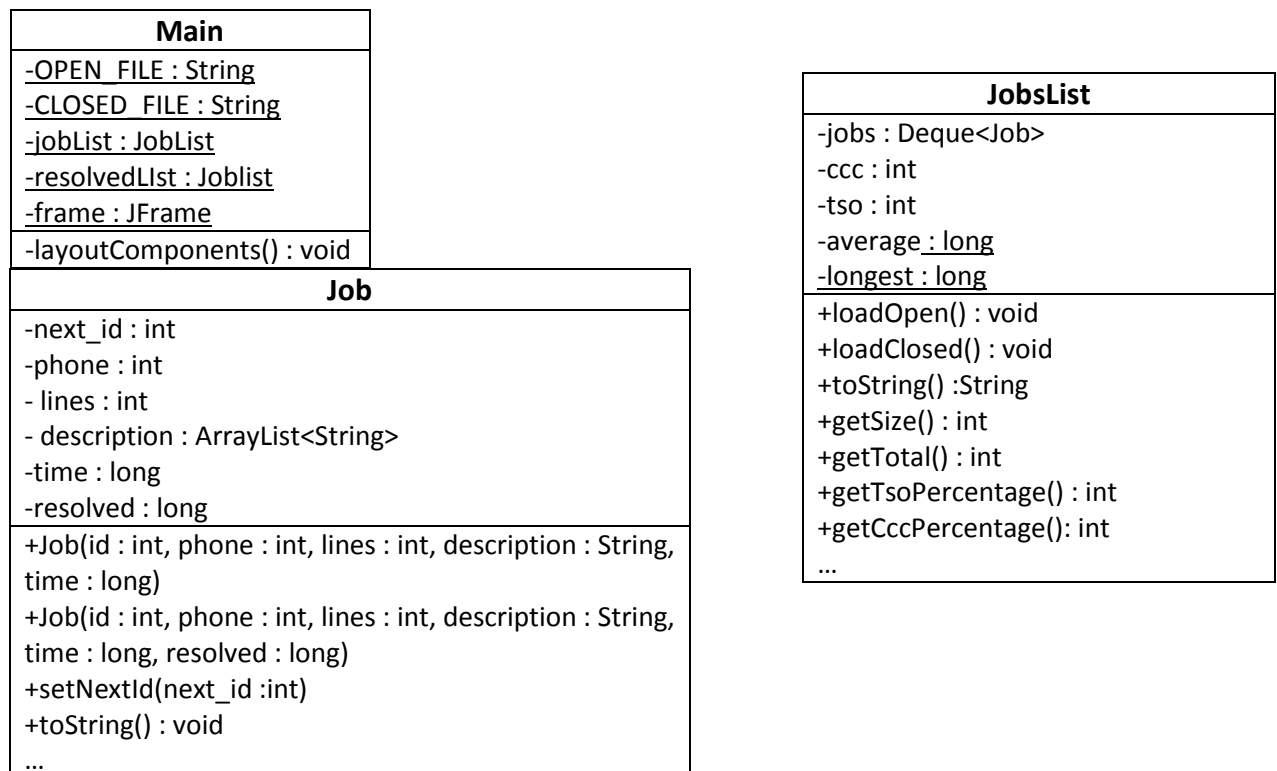 Main
-OPEN_FILE : String
-CLOSED_FILE : String
-jobList : JobList
-resolvedLIst : Joblist
-frame : JFrame
-layoutComponents() : void
Job
-next_id : int
-phone : int
- lines : int
- description : ArrayList<String>
-time : long
-resolved : long
+Job(id : int, phone : int, lines : int, description : String,
time : long)
+Job(id : int, phone : int, lines : int, description : String,
time : long, resolved : long)
+setNextId(next_id :int)
+toString() : void
...
JobsList
-jobs : Deque<Job>
-ccc : int
-tso : int
-average : long
-longest : long
+loadOpen() : void
+loadClosed() : void
+toString() :String
+getSize() : int
+getTotal() : int
+getTsoPercentage() : int
+getCccPercentage(): int
...